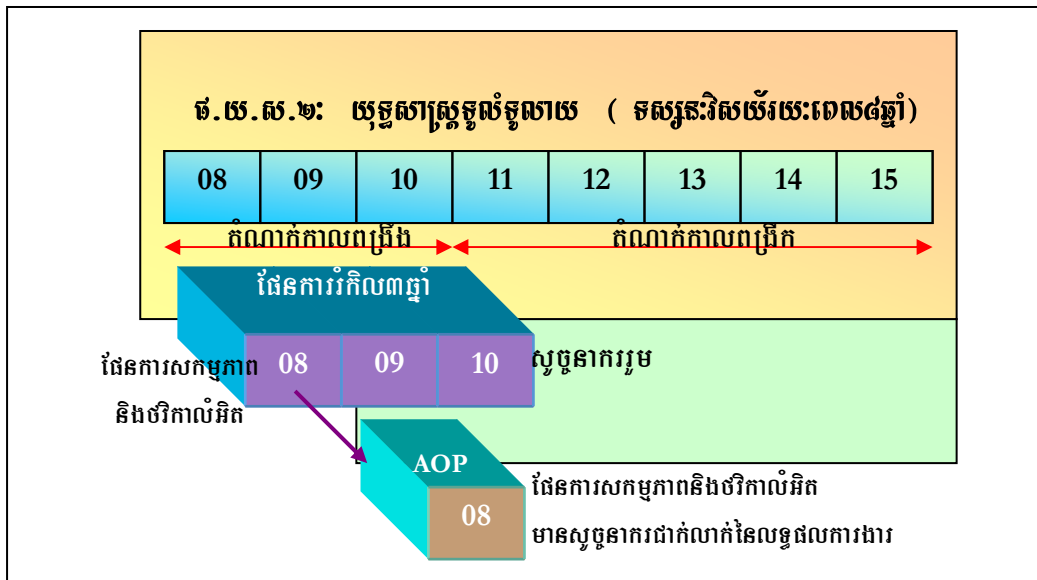 ផ.យ.ស.២: យុទ្ធសាស្ត្រទូលំទូលាយ ( ទស្សនៈវិស័យរយៈពេល៨ឆ្នាំ)
08 09 10 11 12 13 14 15
តំណាក់កាលពង្រឹង តំណាក់កាលពង្រីក
ផែនការរំកិល៣ឆ្នាំ
ផែនការសកម្មភាព 08 09 10 សូច្ចនាកររួម
និងថវិកាលំអិត
AOP
ផែនការសកម្មភាពនិងថវិកាលំអិត
08
មានសូច្ចនាករជាក់លាក់នៃលទ្ធផលការងារ